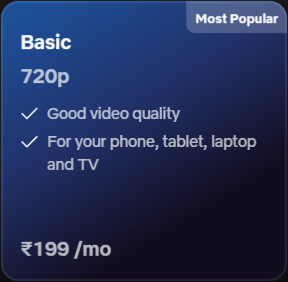 Most Popular
Basic
720p
Good video quality
For your phone, tablet, laptop
and TV
₹199 /mo